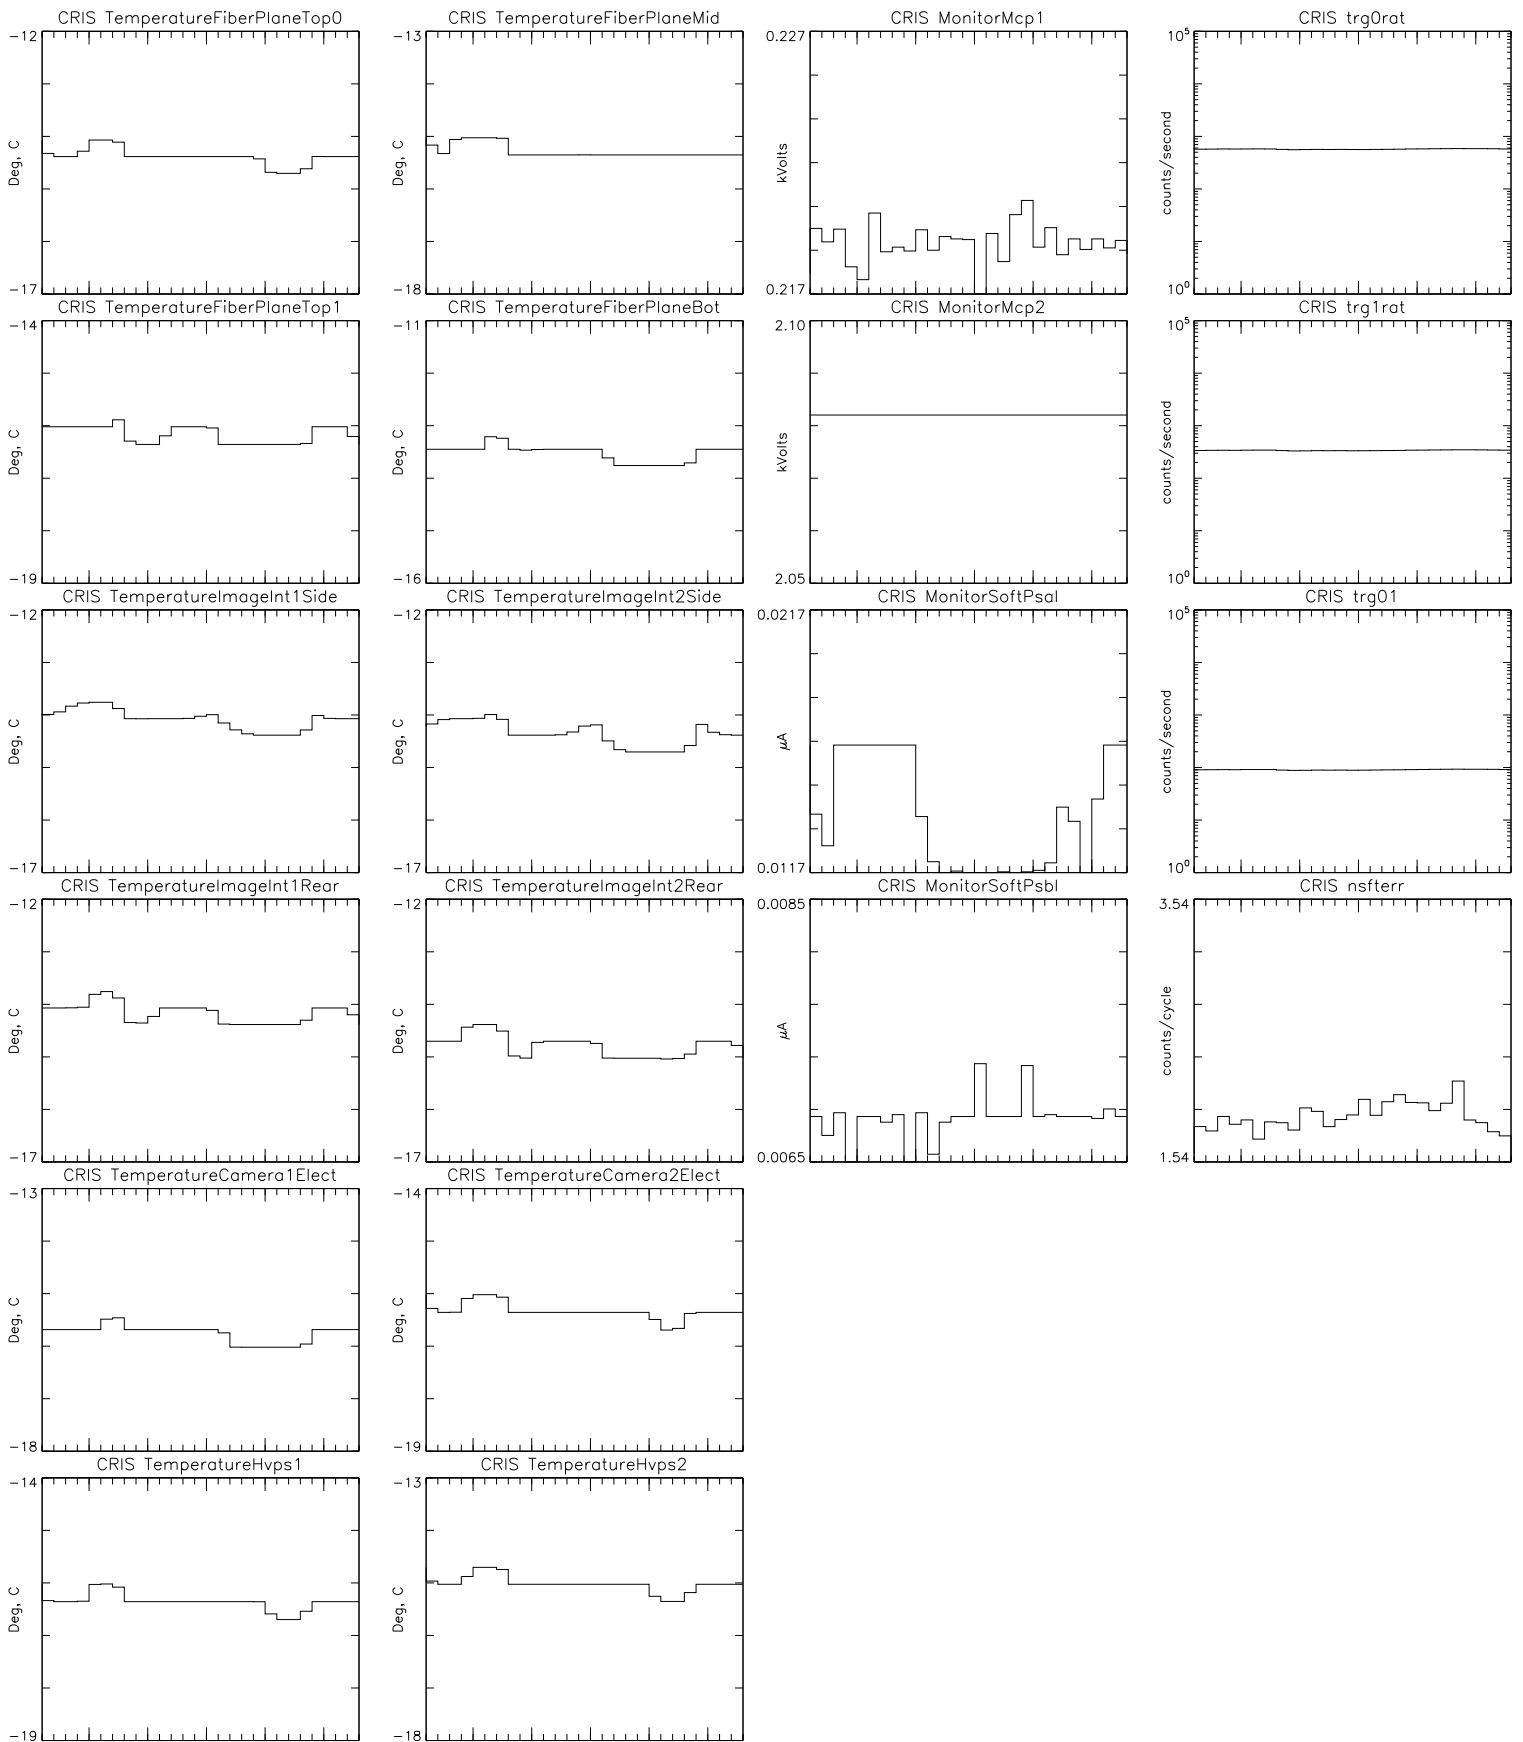 CRIS TemperatureFiberPlaneTop0
-12
Deg, C
-17
CRIS TemperatureFiberPlaneMid
-13
Deg, C
-18
CRIS MonitorMcp1
0.227
kVolts
0.217
CRIS trg0rat
10^5
counts/second
10^0
CRIS TemperatureFiberPlaneTop1
-14
Deg, C
-19
CRIS TemperatureFiberPlaneBot
-11
Deg, C
-16
CRIS MonitorMcp2
2.10
kVolts
2.05
CRIS trg1rat
10^5
counts/second
10^0
CRIS TemperatureImageInt1Side
-12
Deg, C
-17
CRIS TemperatureImageInt2Side
-12
Deg, C
-17
CRIS MonitorSoftPsaI
0.0217
μA
0.0117
CRIS trg01
10^5
counts/second
10^0
CRIS TemperatureImageInt1Rear
-12
Deg, C
-17
CRIS TemperatureImageInt2Rear
-12
Deg, C
-17
CRIS MonitorSoftPsbI
0.0085
μA
0.0065
CRIS nsfterr
3.54
counts/cycle
1.54
CRIS TemperatureCamera1Elect
-13
Deg, C
-18
CRIS TemperatureCamera2Elect
-14
Deg, C
-19
CRIS TemperatureHvps1
-14
Deg, C
-19
CRIS TemperatureHvps2
-13
Deg, C
-18